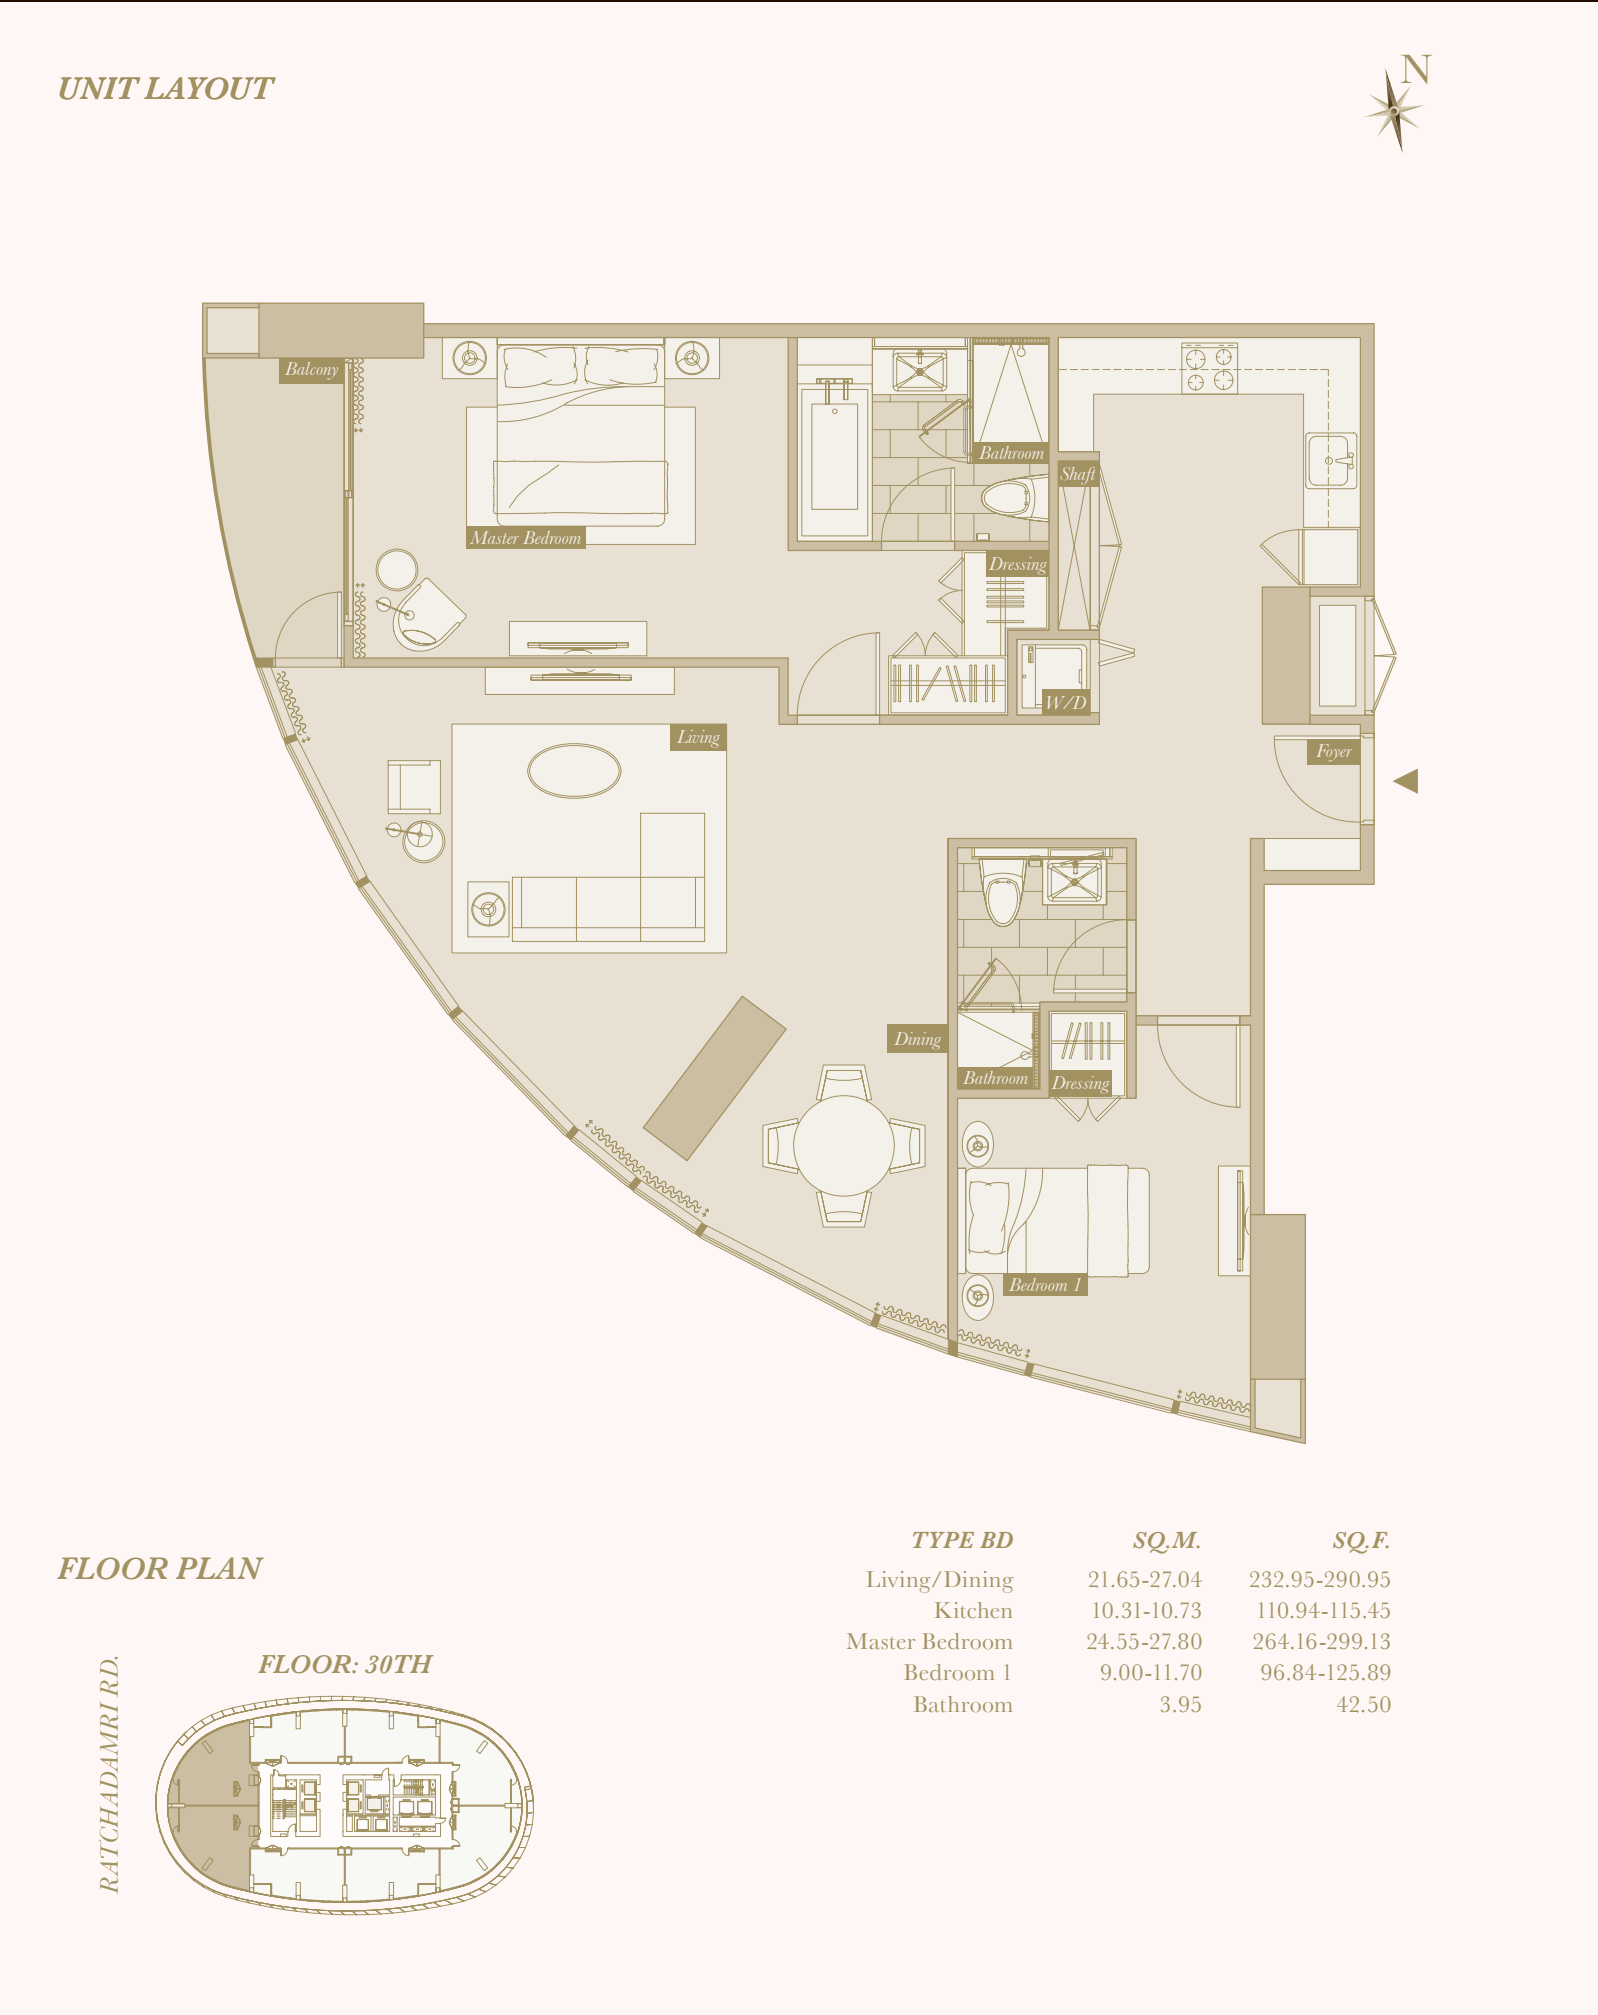 UNIT LAYOUT
N
Balcony
Bathroom
Shaft
Master Bedroom
Dressing
W/D
Living
Foyer
Dining
Bathroom
Dressing
Bedroom 1
TYPE BD SQ.M. SQ.F.
Living/Dining 21.65-27.04 232.95-290.95
Kitchen 10.31-10.73 110.94-115.45
Master Bedroom 24.55-27.80 264.16-299.13
Bedroom 1 9.00-11.70 96.84-125.89
Bathroom 3.95 42.50
FLOOR PLAN
FLOOR: 30TH
RATCHADAMRI RD.